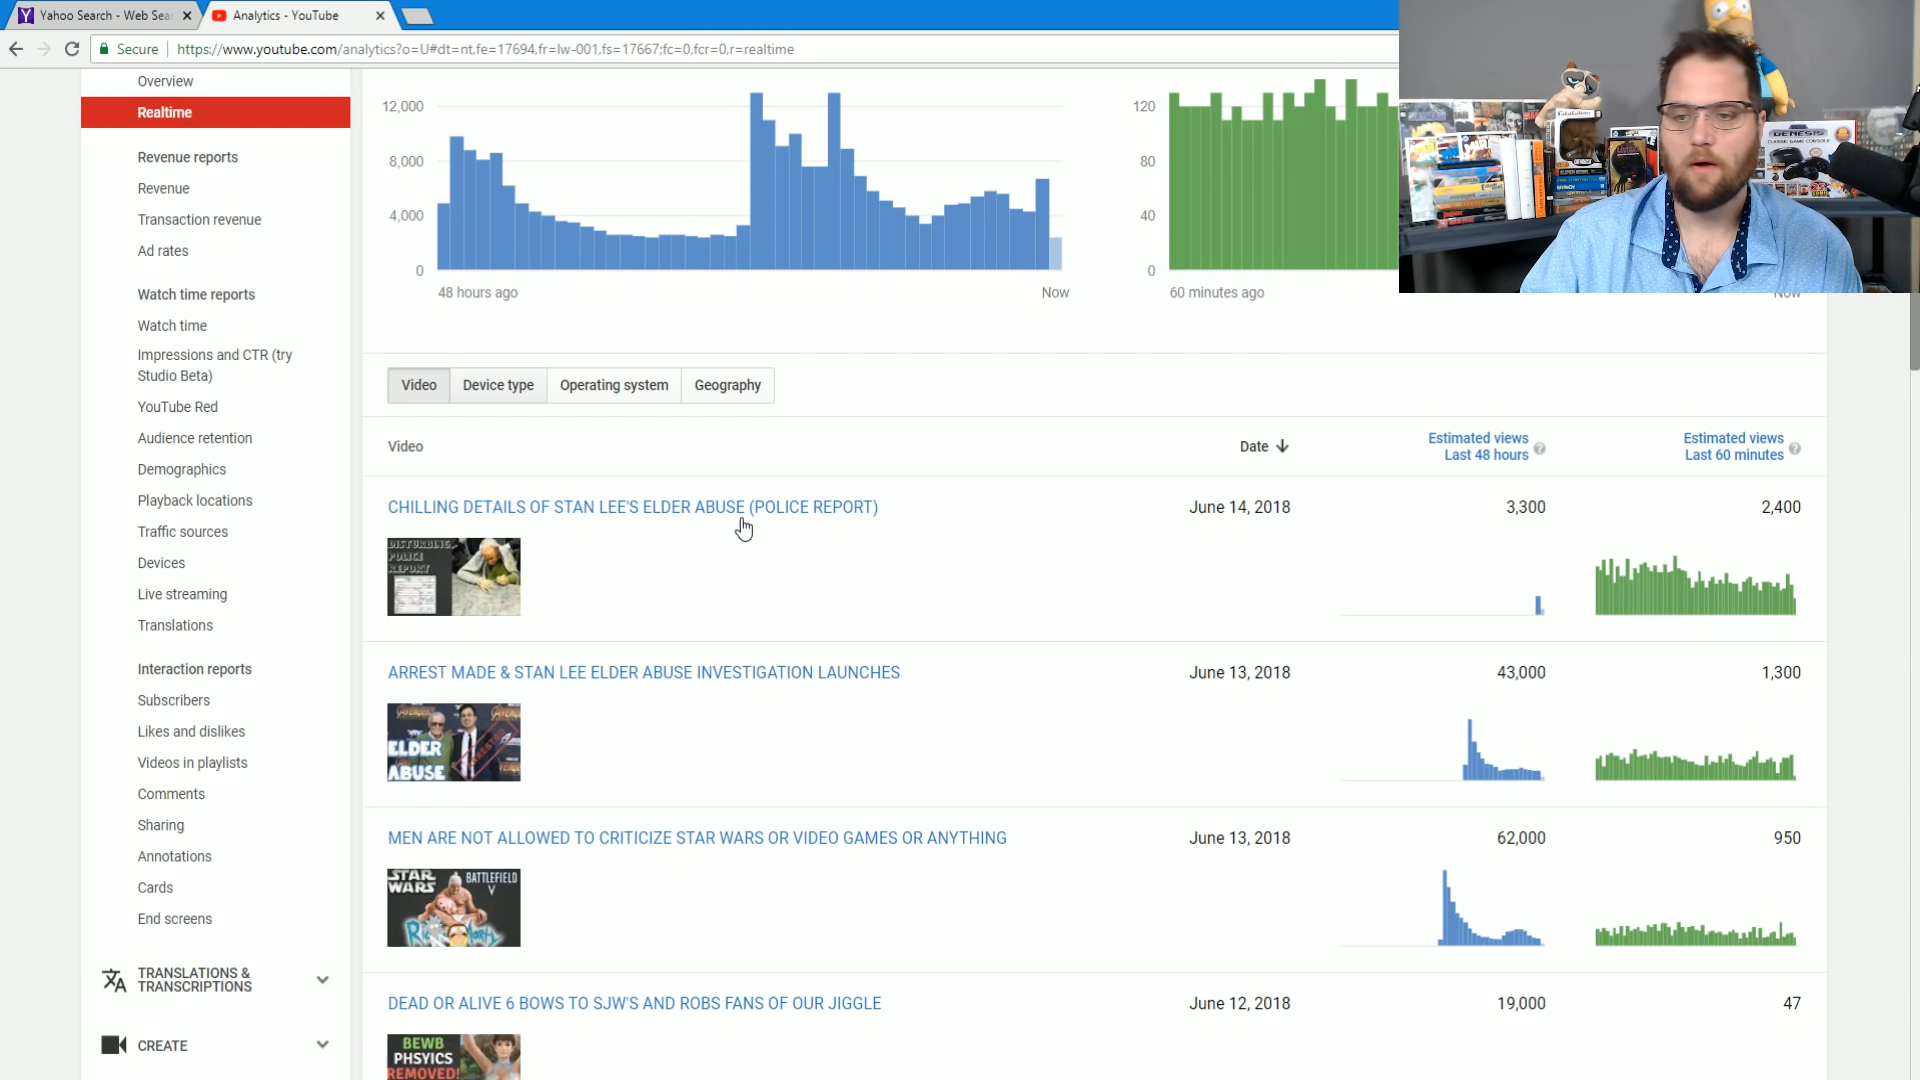 Yahoo Search - Web Sea
Analytics - YouTube
Secure
https://www.youtube.com/analytics?o=U#dt=nt,fe=17694,fr=lw-001,fs=17667;fc=0,fcr=0,r=realtime
Overview
Realtime
Revenue reports
Revenue
Transaction revenue
Ad rates
Watch time reports
Watch time
Impressions and CTR (try
Studio Beta)
YouTube Red
Audience retention
Demographics
Playback locations
Traffic sources
Devices
Live streaming
Translations
Interaction reports
Subscribers
Likes and dislikes
Videos in playlists
Comments
Sharing
Annotations
Cards
End screens
TRANSLATIONS &
TRANSCRIPTIONS
CREATE
12,000
8,000
4,000
0
48 hours ago
Now
120
80
40
0
60 minutes ago
Now
GENESIS
CLASSIC GAME CONSOLE
Video
Device type
Operating system
Geography
Video
Date
Estimated views
Last 48 hours
Estimated views
Last 60 minutes
CHILLING DETAILS OF STAN LEE'S ELDER ABUSE (POLICE REPORT)
June 14, 2018
3,300
2,400
DISTURBING
POLICE
REPORT
ARREST MADE & STAN LEE ELDER ABUSE INVESTIGATION LAUNCHES
June 13, 2018
43,000
1,300
ELDER
ABUSE
MEN ARE NOT ALLOWED TO CRITICIZE STAR WARS OR VIDEO GAMES OR ANYTHING
June 13, 2018
62,000
950
STAR
WARS
BATTLEFIELD
V
DEAD OR ALIVE 6 BOWS TO SJW'S AND ROBS FANS OF OUR JIGGLE
June 12, 2018
19,000
47
BEWB
PHSYICS
REMOVED!